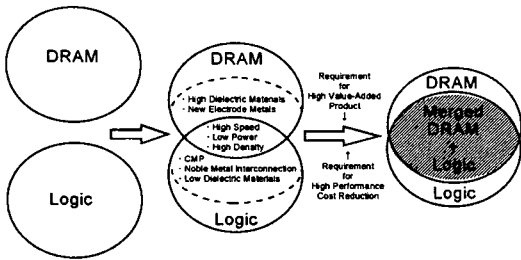 DRAM
Logic
DRAM
· High Dielectric Materials
· New Electrode Metals
· High Speed
· Low Power
· High Density
· CMP
· Noble Metal Interconnection
· Low Dielectric Materials
Logic
Requirement
for
High Value-Added
Product
Requirement
for
High Performance
Cost Reduction
DRAM
Merged
DRAM
+
Logic
Logic